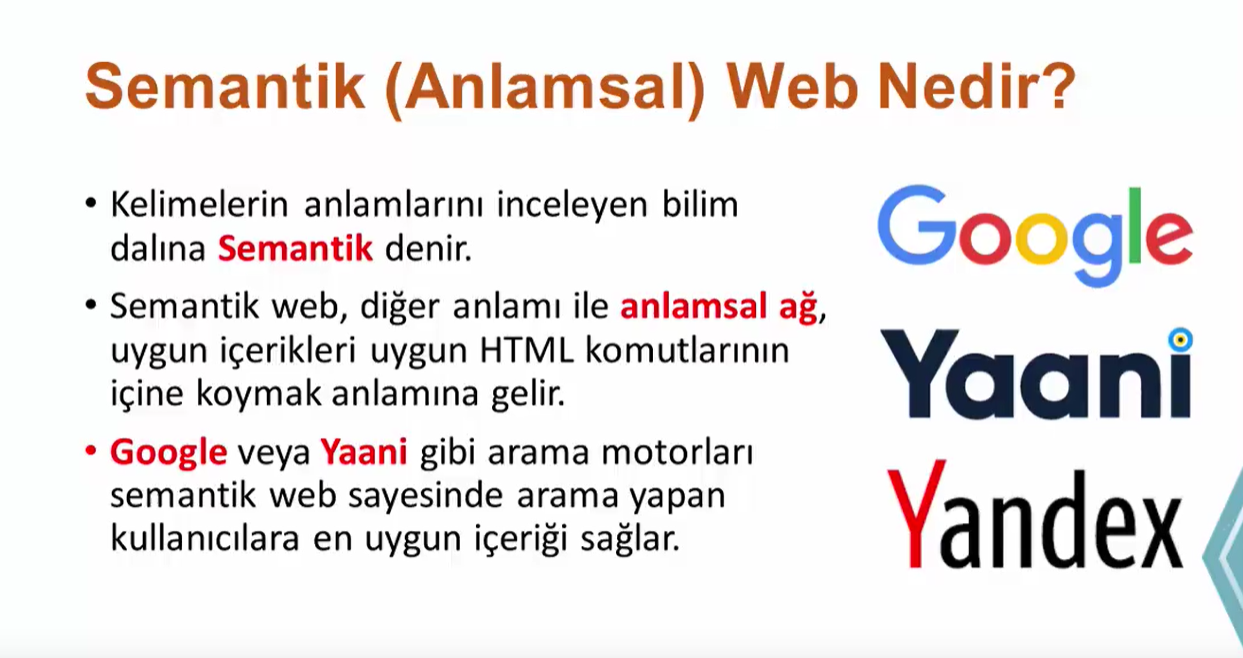 Semantik (Anlamsal) Web Nedir?
• Kelimelerin anlamlarını inceleyen bilim
dalına Semantik denir.
• Semantik web, diğer anlamı ile anlamsal ağ,
uygun içerikleri uygun HTML komutlarının
içine koymak anlamına gelir.
• Google veya Yaani gibi arama motorları
semantik web sayesinde arama yapan
kullanıcılara en uygun içeriği sağlar.
Google
Yaani
Yandex